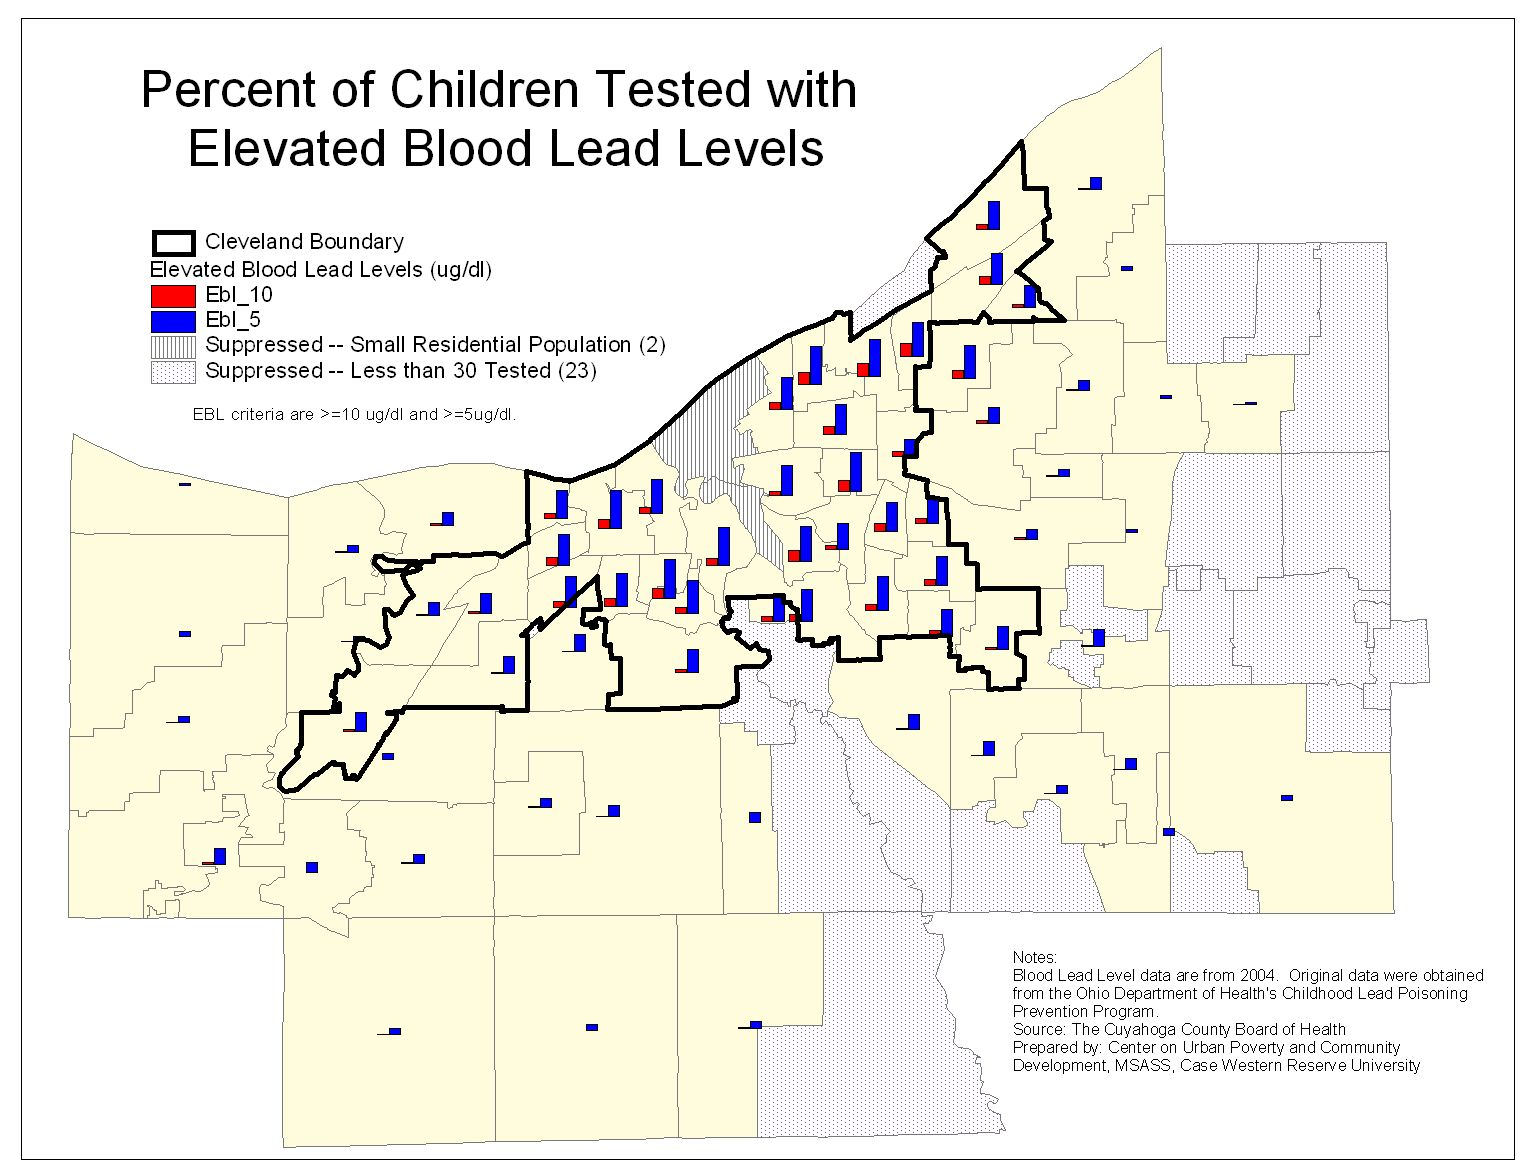 Percent of Children Tested with
Elevated Blood Lead Levels
Cleveland Boundary
Elevated Blood Lead Levels (ug/dl)
Ebl_10
Ebl_5
Suppressed -- Small Residential Population (2)
Suppressed -- Less than 30 Tested (23)
EBL criteria are >=10 ug/dl and >=5ug/dl.
Notes:
Blood Lead Level data are from 2004. Original data were obtained
from the Ohio Department of Health's Childhood Lead Poisoning
Prevention Program.
Source: The Cuyahoga County Board of Health
Prepared by: Center on Urban Poverty and Community
Development, MSASS, Case Western Reserve University